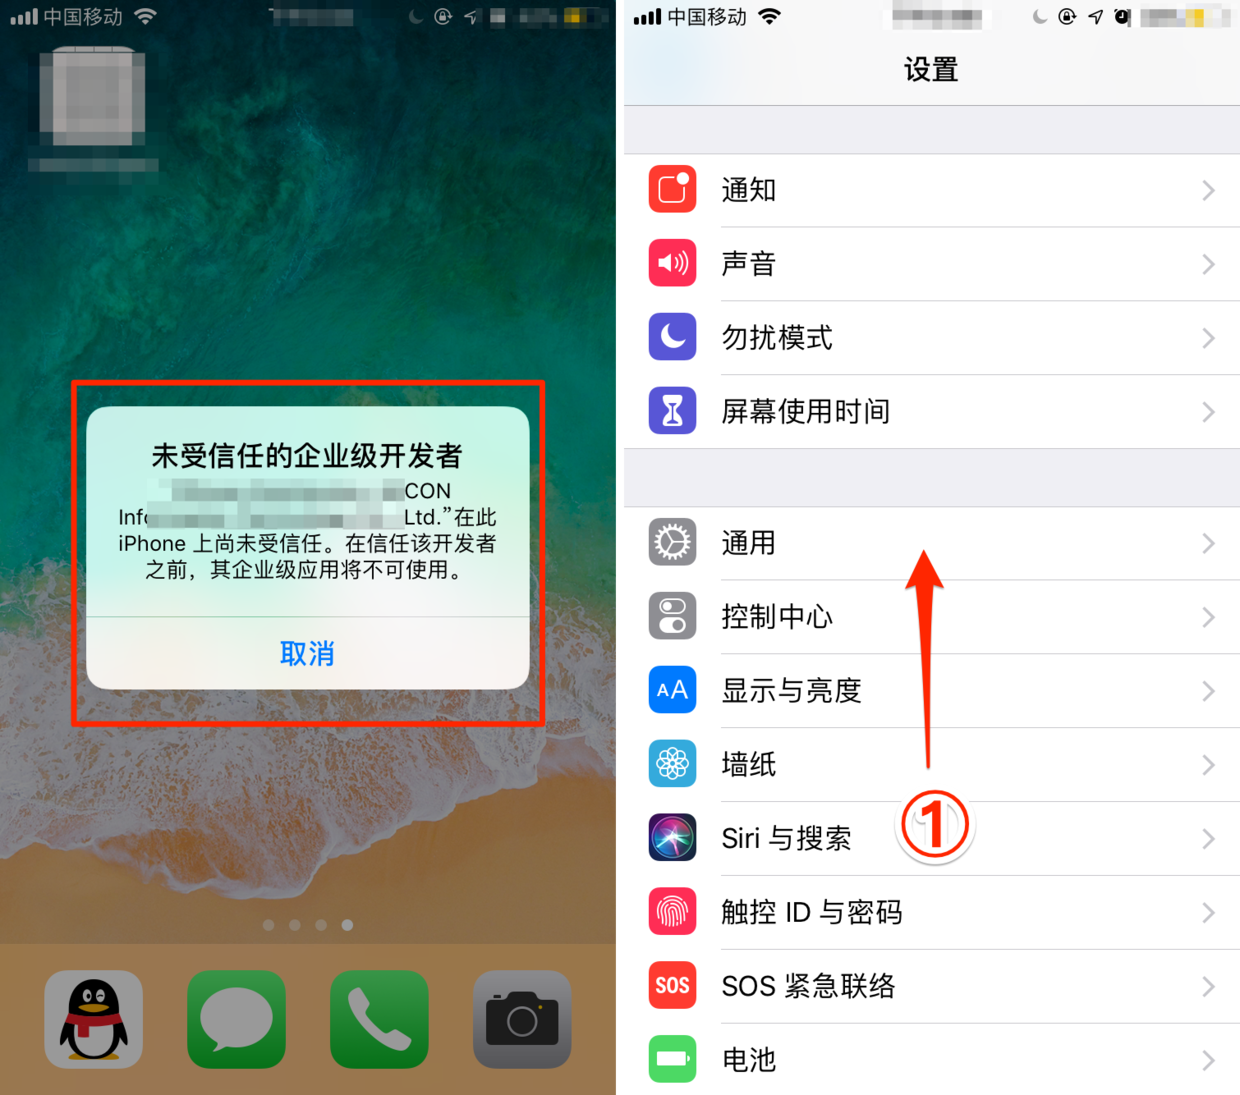 中国移动
未受信任的企业级开发者
CON
Ltd.”在此
iPhone 上尚未受信任。在信任该开发者
之前，其企业级应用将不可使用。
取消
中国移动
设置
通知
声音
勿扰模式
屏幕使用时间
通用
控制中心
AA 显示与亮度
墙纸
Siri 与搜索
1
触控 ID 与密码
SOS SOS 紧急联络
电池